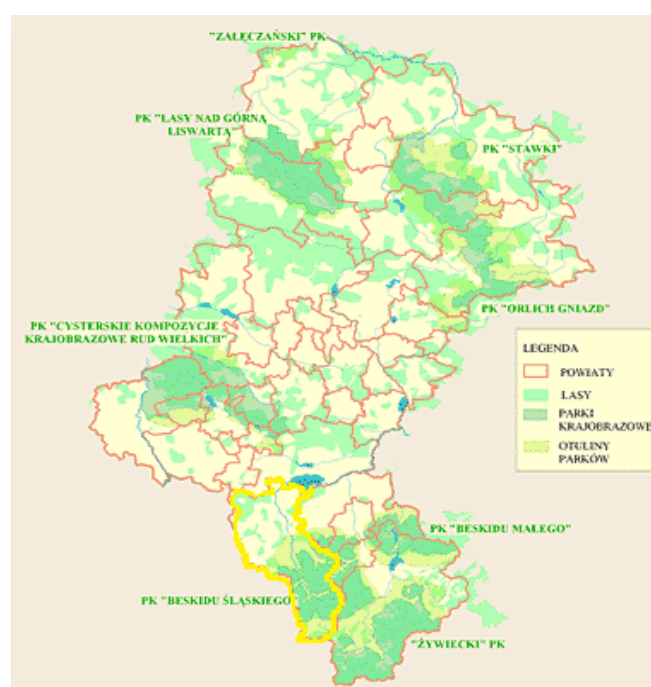 "ZAŁĘCZAŃSKI" PK
PK "LASY NAD GÓRNĄ
LISWARTĄ"
PK "STAWKI"
PK "ORLICH GNIAZD"
PK "CYSTERSKIE KOMPOZYCJE
KRAJOBRAZOWE RUD WIELKICH"
LEGENDA
POWIATY
LASY
PARKI
KRAJOBRAZOWE
OTULINY
PARKÓW
PK "BESKIDU MAŁEGO"
PK "BESKIDU ŚLĄSKIEGO"
"ŻYWIECKI" PK